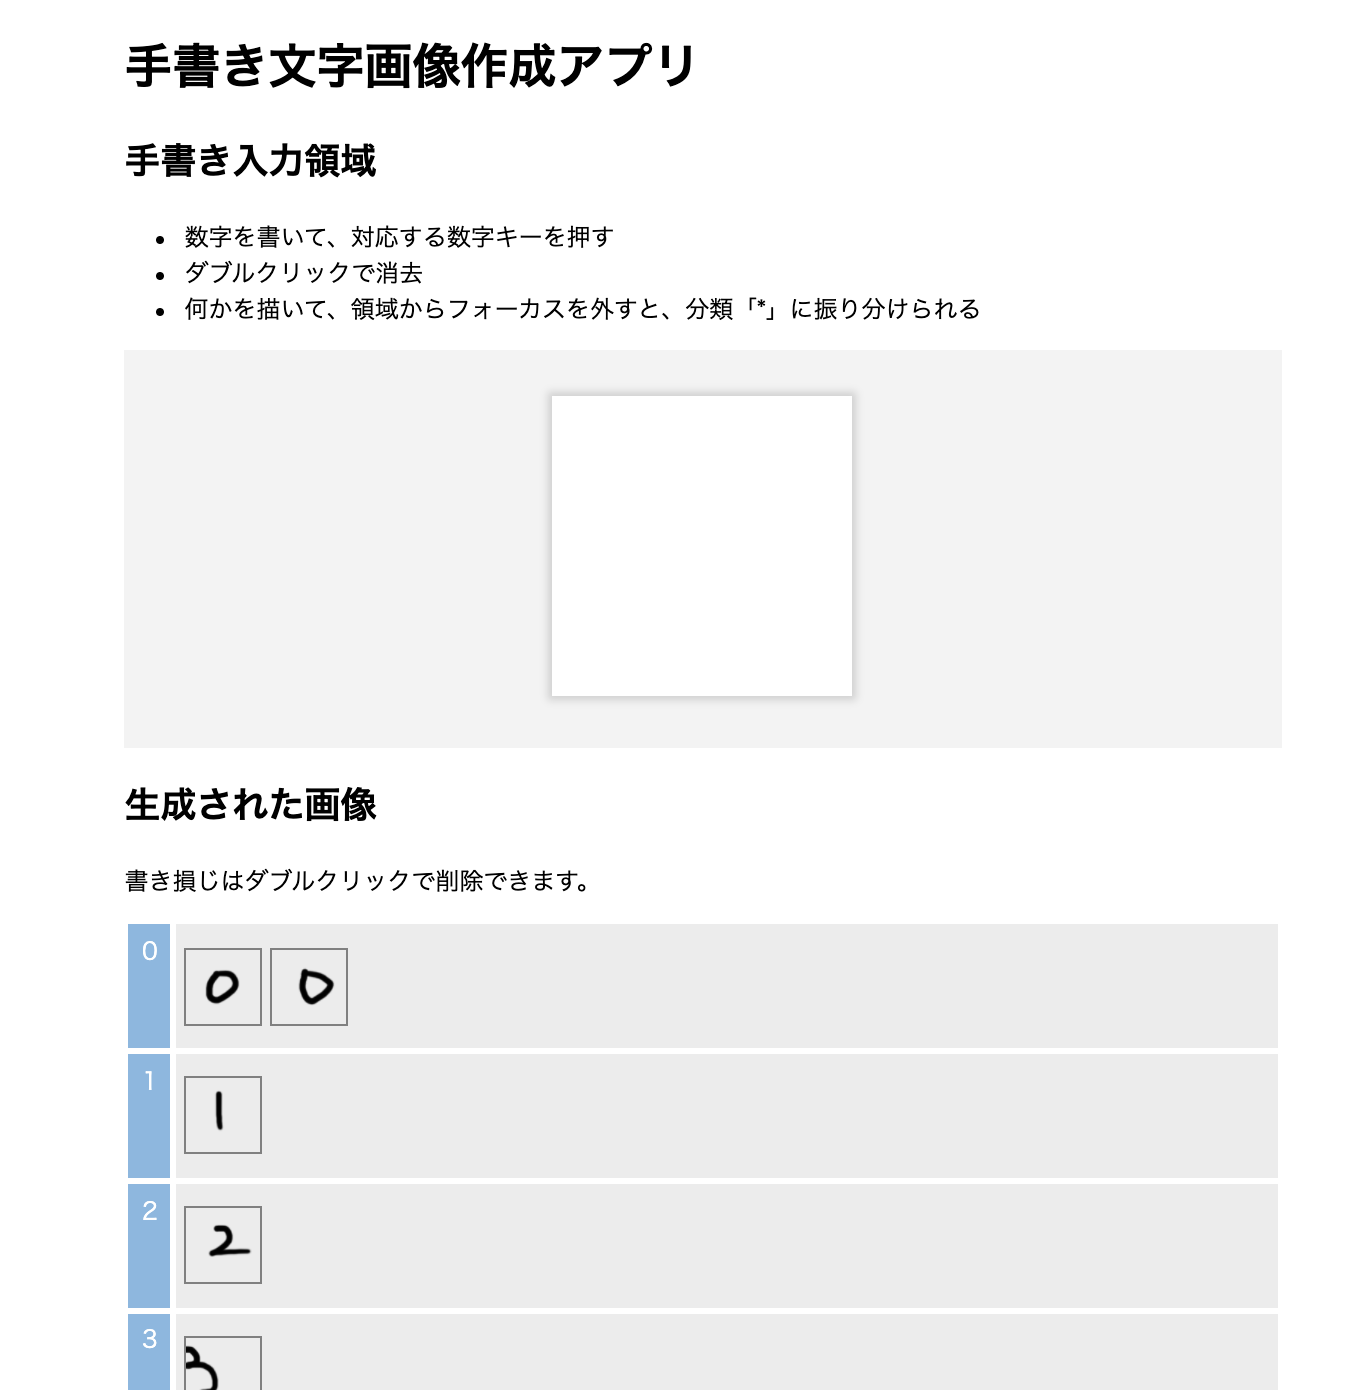 手書き文字画像作成アプリ
手書き入力領域
• 数字を書いて、対応する数字キーを押す
• ダブルクリックで消去
• 何かを描いて、領域からフォーカスを外すと、分類「*」に振り分けられる
生成された画像
書き損じはダブルクリックで削除できます。
0
0 0
1
1
2
2
3
3